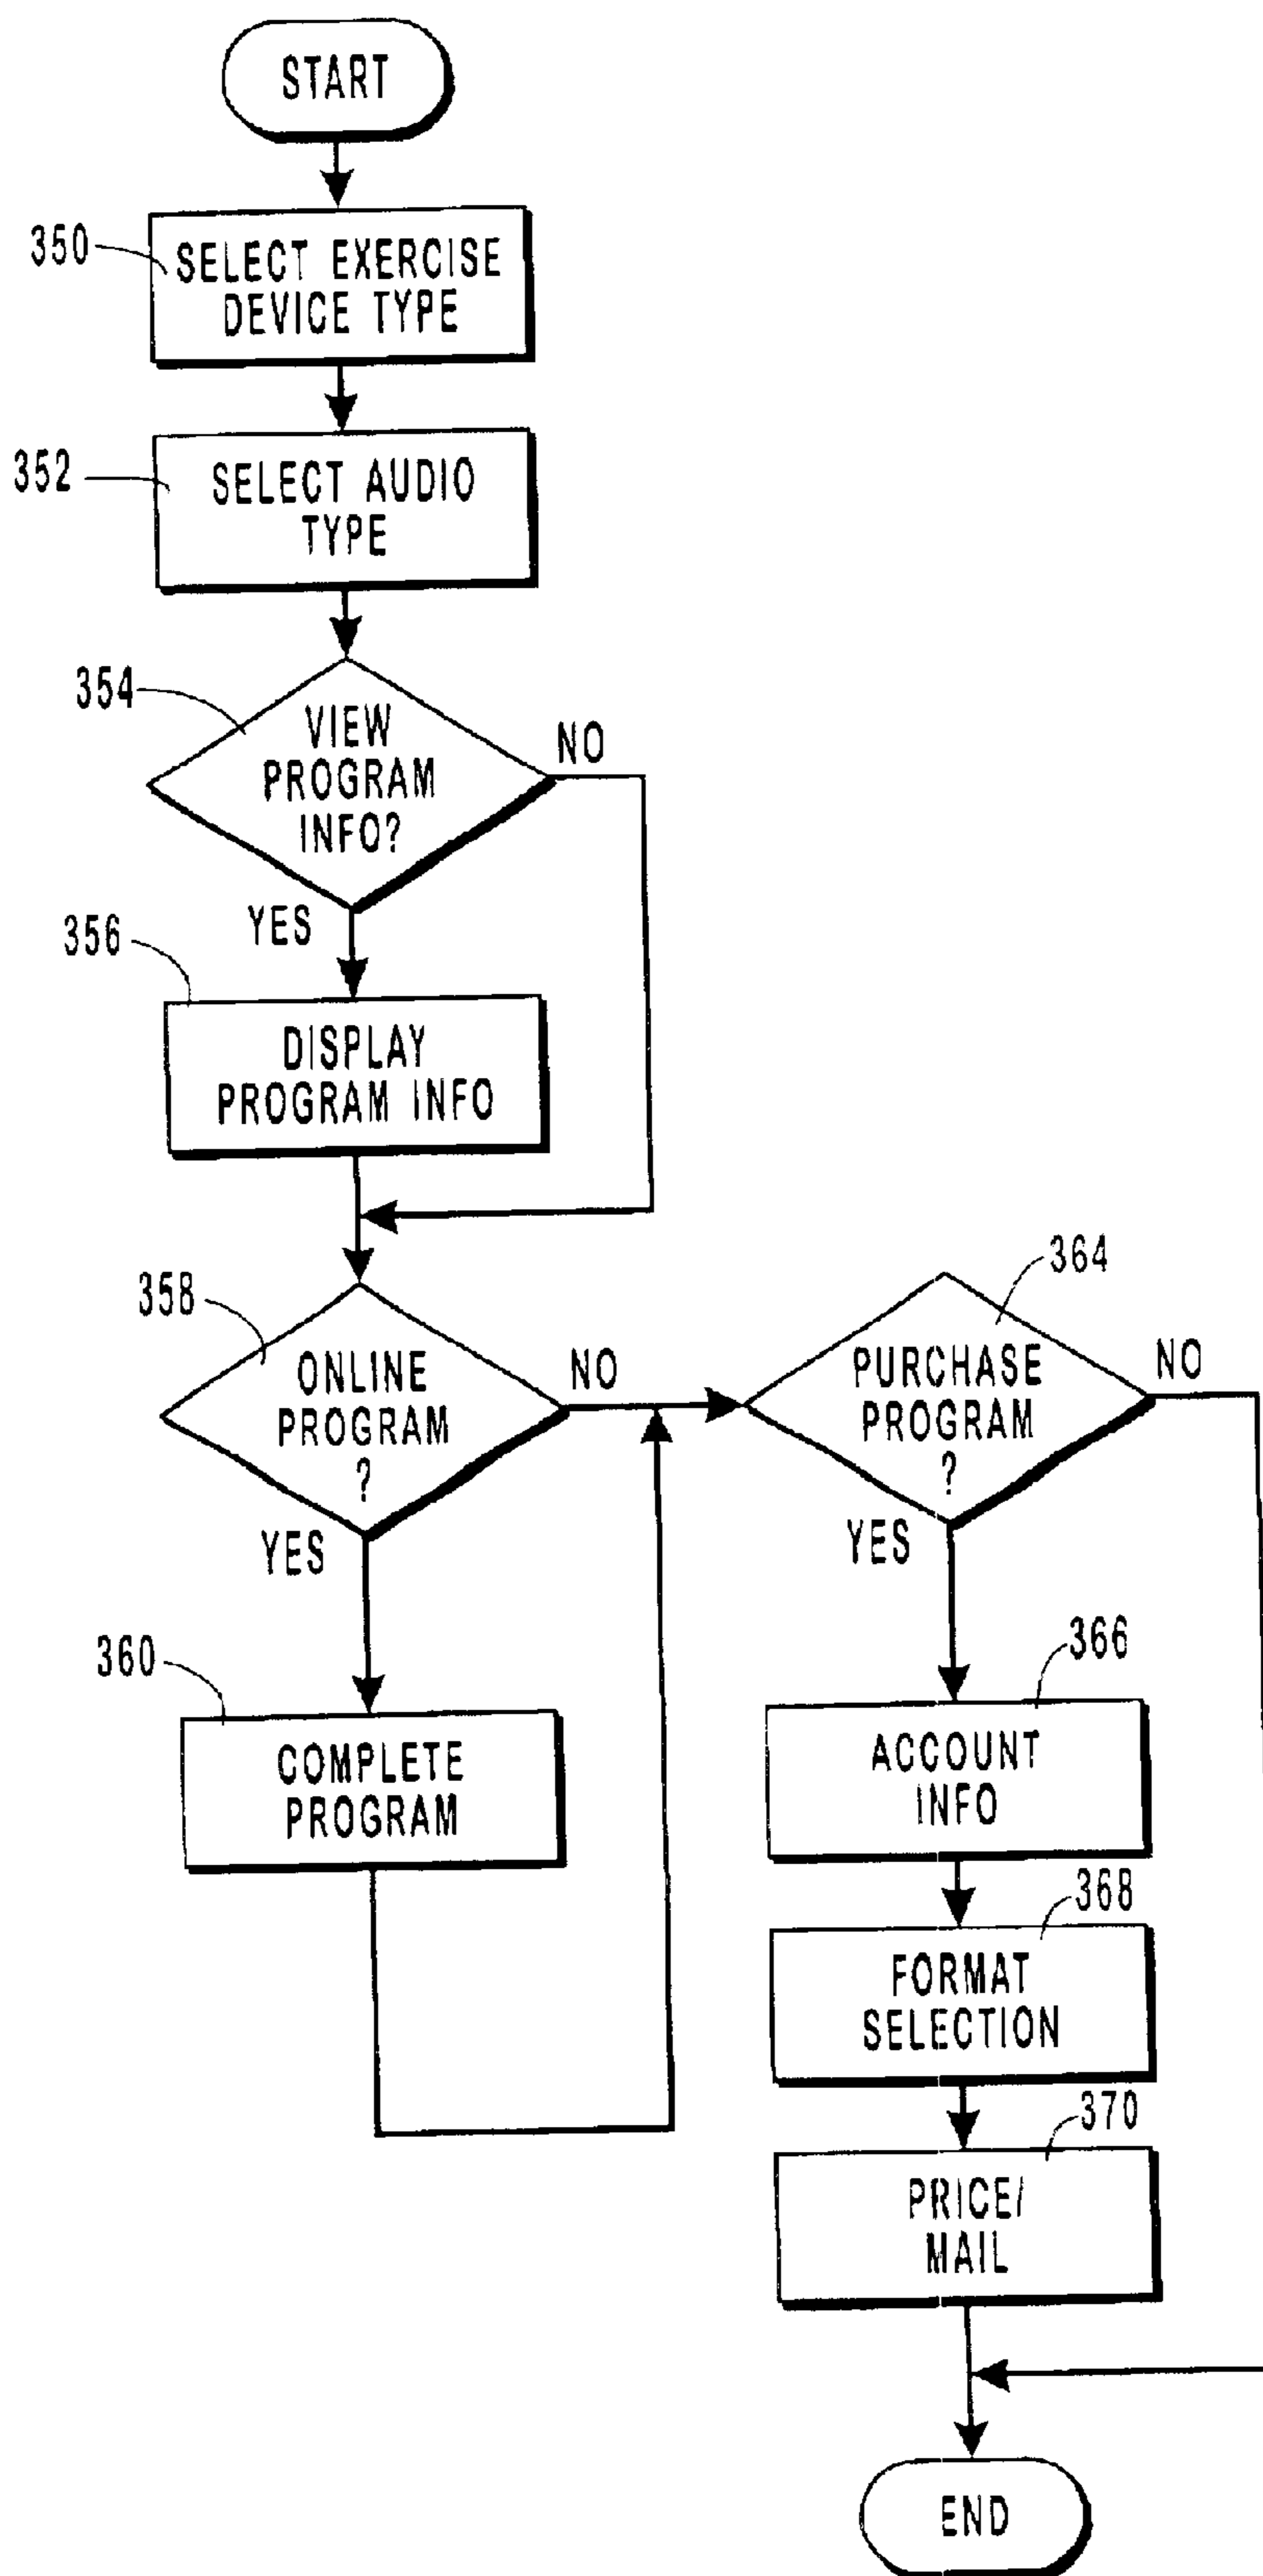 START
350
SELECT EXERCISE
DEVICE TYPE
352
SELECT AUDIO
TYPE
354
VIEW
PROGRAM
INFO?
NO
YES
356
DISPLAY
PROGRAM INFO
358
ONLINE
PROGRAM
?
NO
YES
360
COMPLETE
PROGRAM
364
PURCHASE
PROGRAM
?
NO
YES
366
ACCOUNT
INFO
368
FORMAT
SELECTION
370
PRICE/
MAIL
END